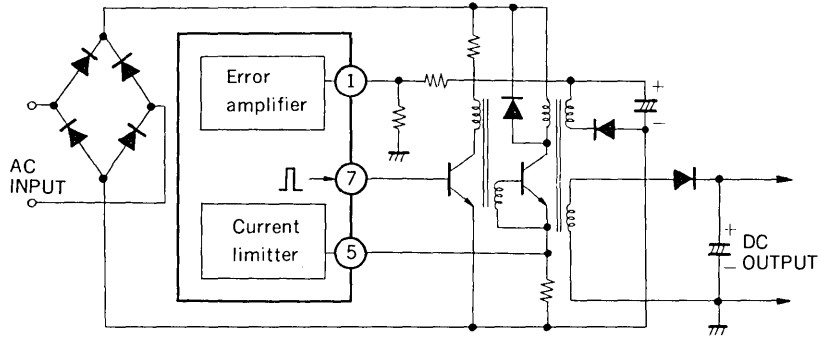 Error
amplifier
1
+
−
AC
INPUT
7
Current
limitter
5
+
−
DC
OUTPUT